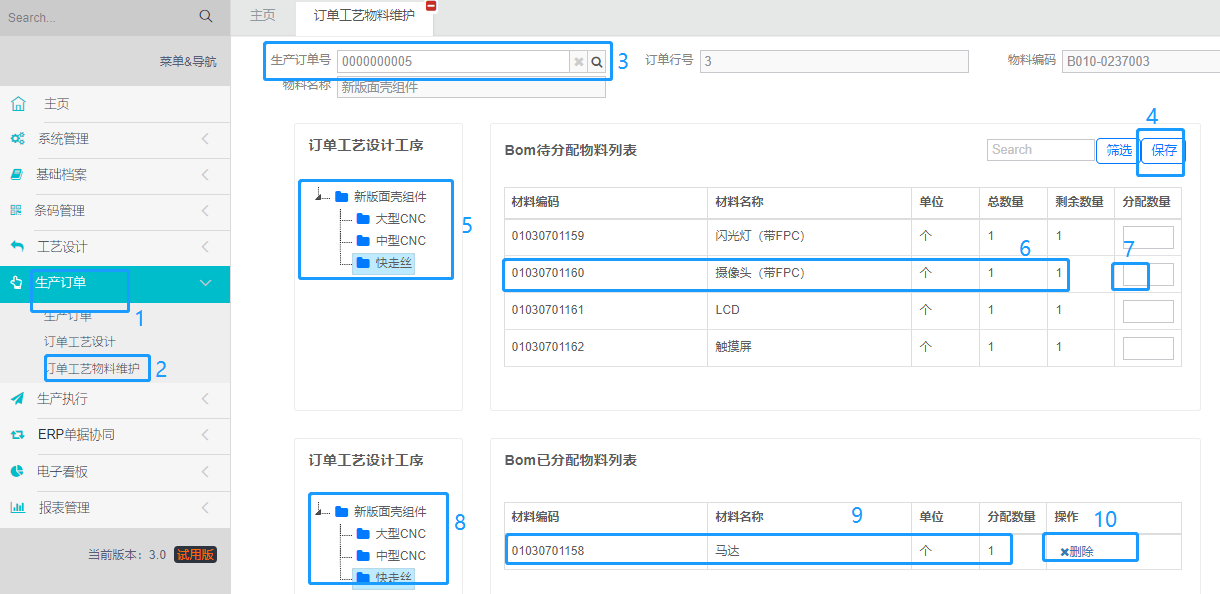 Search...
主页
订单工艺物料维护
菜单&导航
主页
系统管理
基础档案
条码管理
工艺设计
生产订单
1
生产订单
订单工艺设计
订单工艺物料维护
2
生产执行
ERP单据协同
电子看板
报表管理
当前版本：3.0 试用版
生产订单号 0000000005 3
订单行号 3
物料编码 B010-0237003
物料名称 新版面壳组件
订单工艺设计工序
新版面壳组件
大型CNC
中型CNC
快走丝
5
Bom待分配物料列表
Search 筛选 保存
4
材料编码 材料名称 单位 总数量 剩余数量 分配数量
01030701159 闪光灯（带FPC） 个 1 1
6 7
01030701160 摄像头（带FPC） 个 1 1
01030701161 LCD 个 1 1
01030701162 触摸屏 个 1 1
订单工艺设计工序
新版面壳组件
大型CNC
中型CNC
快走丝
8
Bom已分配物料列表
材料编码 材料名称 单位 分配数量 操作
9 10
01030701158 马达 个 1 删除